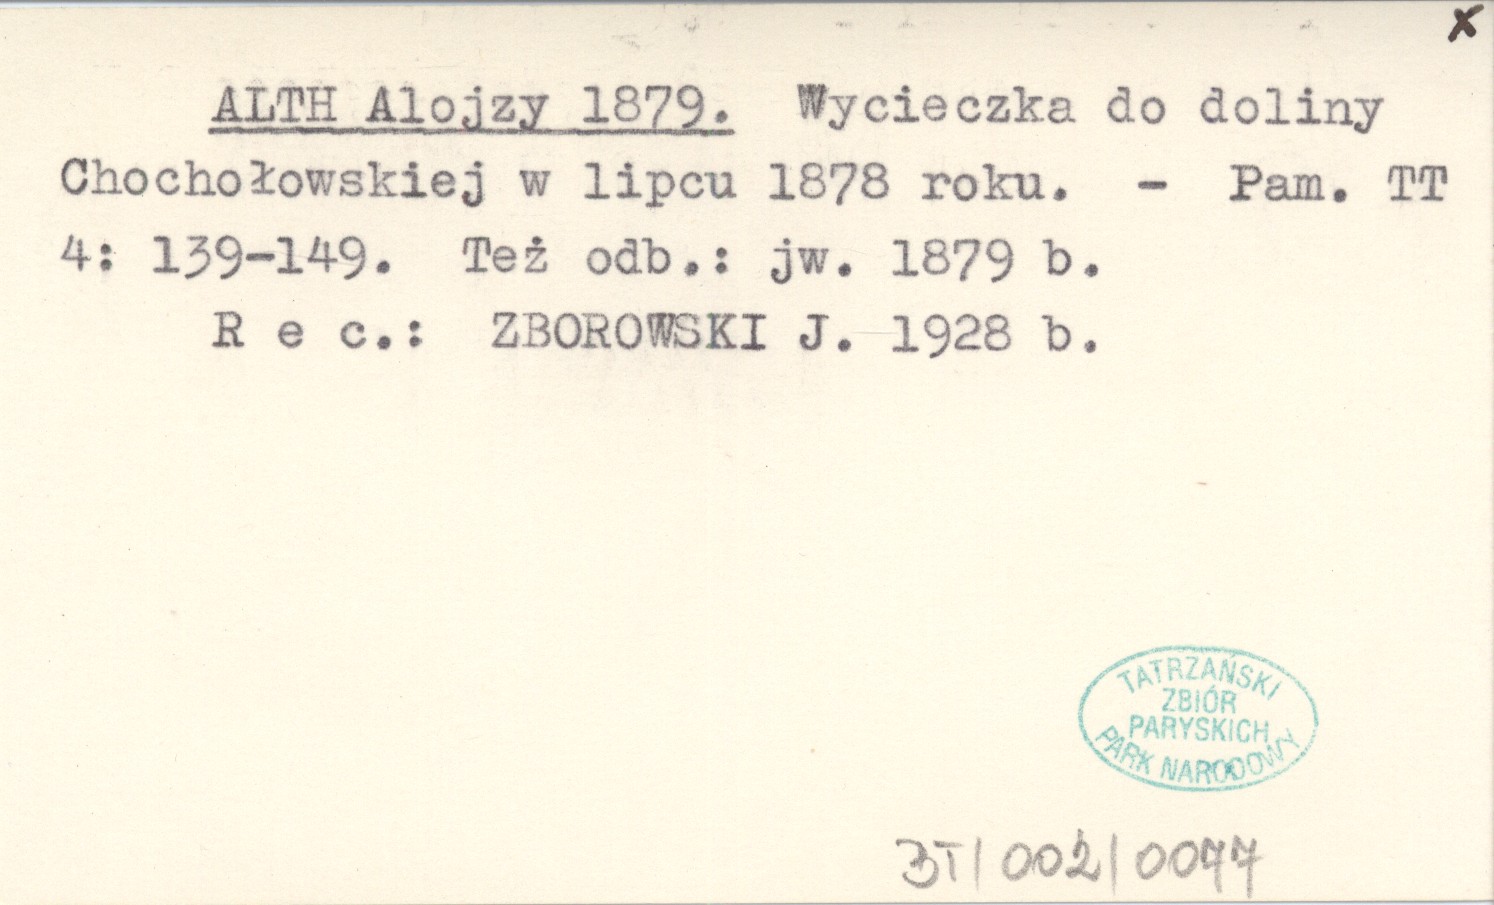 x
ALTH Alojzy 1879. Wycieczka do doliny
Chochołowskiej w lipcu 1878 roku. - Pam. TT
4: 139-149. Też odb.: jw. 1879 b.
R e c.: ZBOROWSKI J. 1928 b.
TATRZAŃSKI
ZBIÓR
PARYSKICH
PARK NARODOWY
BT/002/0077